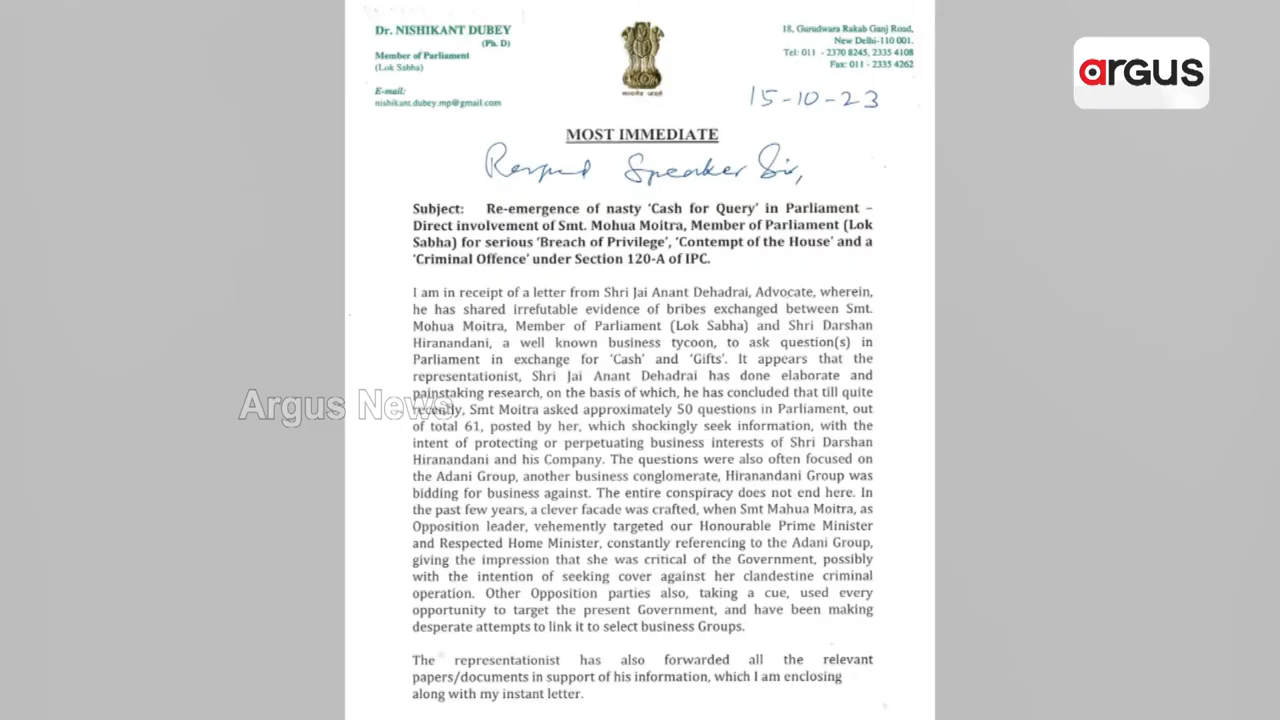 Dr. NISHIKANT DUBEY
(Ph. D)
Member of Parliament
(Lok Sabha)
E-mail:
nishikant.dubey.mp@gmail.com
सत्यमेव जयते
18, Gurudwara Rakab Ganj Road,
New Delhi-110 001.
Tel: 011 - 2370 8245, 2335 4108
Fax: 011 - 2335 4262
argus
15-10-23
MOST IMMEDIATE
Speaker Sir,
Subject: Re-emergence of nasty ‘Cash for Query’ in Parliament –
Direct involvement of Smt. Mohua Moitra, Member of Parliament (Lok
Sabha) for serious ‘Breach of Privilege’, ‘Contempt of the House’ and a
‘Criminal Offence’ under Section 120-A of IPC.
I am in receipt of a letter from Shri Jai Anant Dehadrai, Advocate, wherein,
he has shared irrefutable evidence of bribes exchanged between Smt.
Mohua Moitra, Member of Parliament (Lok Sabha) and Shri Darshan
Hiranandani, a well known business tycoon, to ask question(s) in
Parliament in exchange for ‘Cash’ and ‘Gifts’. It appears that the
representationist, Shri Jai Anant Dehadrai has done elaborate and
painstaking research, on the basis of which, he has concluded that till quite
Argus News
recently, Smt Moitra asked approximately 50 questions in Parliament, out
of total 61, posted by her, which shockingly seek information, with the
intent of protecting or perpetuating business interests of Shri Darshan
Hiranandani and his Company. The questions were also often focused on
the Adani Group, another business conglomerate, Hiranandani Group was
bidding for business against. The entire conspiracy does not end here. In
the past few years, a clever facade was crafted, when Smt Mahua Moitra, as
Opposition leader, vehemently targeted our Honourable Prime Minister
and Respected Home Minister, constantly referencing to the Adani Group,
giving the impression that she was critical of the Government, possibly
with the intention of seeking cover against her clandestine criminal
operation. Other Opposition parties also, taking a cue, used every
opportunity to target the present Government, and have been making
desperate attempts to link it to select business Groups.
The representationist has also forwarded all the relevant
papers/documents in support of his information, which I am enclosing
along with my instant letter.